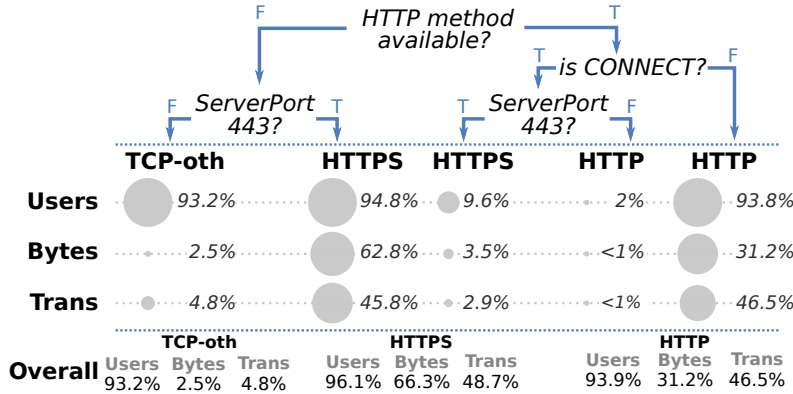 HTTP method
available?
F
T
T
is CONNECT?
F
ServerPort
443?
F
T
ServerPort
443?
T
F
TCP-oth HTTPS HTTPS HTTP HTTP
Users 93.2% 94.8% 9.6% 2% 93.8%
Bytes 2.5% 62.8% 3.5% <1% 31.2%
Trans 4.8% 45.8% 2.9% <1% 46.5%
TCP-oth HTTPS HTTP
Users Bytes Trans Users Bytes Trans Users Bytes Trans
Overall 93.2% 2.5% 4.8% 96.1% 66.3% 48.7% 93.9% 31.2% 46.5%